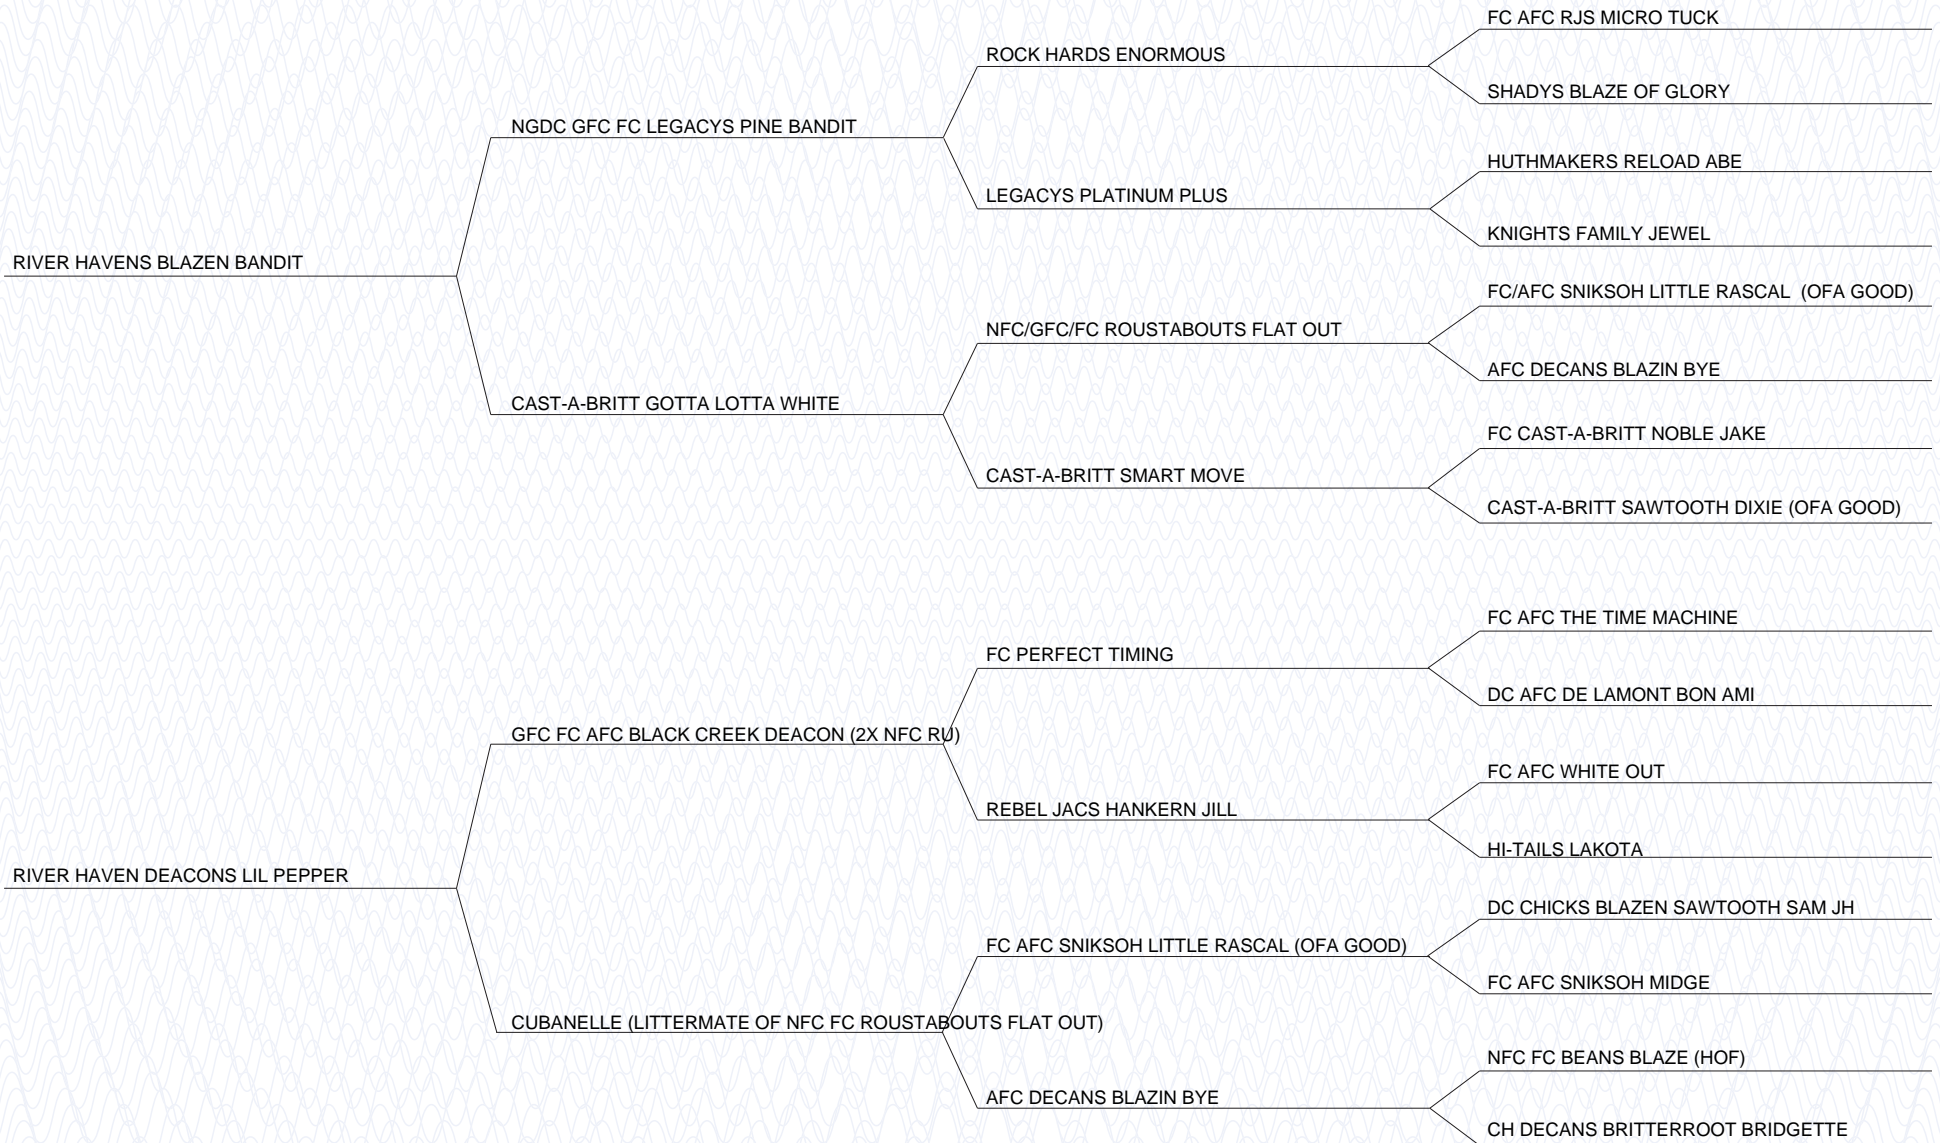 FC AFC RJS MICRO TUCK
ROCK HARDS ENORMOUS
SHADYS BLAZE OF GLORY
NGDC GFC FC LEGACYS PINE BANDIT
HUTHMAKERS RELOAD ABE
LEGACYS PLATINUM PLUS
KNIGHTS FAMILY JEWEL
RIVER HAVENS BLAZEN BANDIT
FC/AFC SNIKSOH LITTLE RASCAL  (OFA GOOD)
NFC/GFC/FC ROUSTABOUTS FLAT OUT
AFC DECANS BLAZIN BYE
CAST-A-BRITT GOTTA LOTTA WHITE
FC CAST-A-BRITT NOBLE JAKE
CAST-A-BRITT SMART MOVE
CAST-A-BRITT SAWTOOTH DIXIE (OFA GOOD)
FC AFC THE TIME MACHINE
FC PERFECT TIMING
DC AFC DE LAMONT BON AMI
GFC FC AFC BLACK CREEK DEACON (2X NFC RU)
FC AFC WHITE OUT
REBEL JACS HANKERN JILL
HI-TAILS LAKOTA
RIVER HAVEN DEACONS LIL PEPPER
DC CHICKS BLAZEN SAWTOOTH SAM JH
FC AFC SNIKSOH LITTLE RASCAL (OFA GOOD)
FC AFC SNIKSOH MIDGE
CUBANELLE (LITTERMATE OF NFC FC ROUSTABOUTS FLAT OUT)
NFC FC BEANS BLAZE (HOF)
AFC DECANS BLAZIN BYE
CH DECANS BRITTERROOT BRIDGETTE